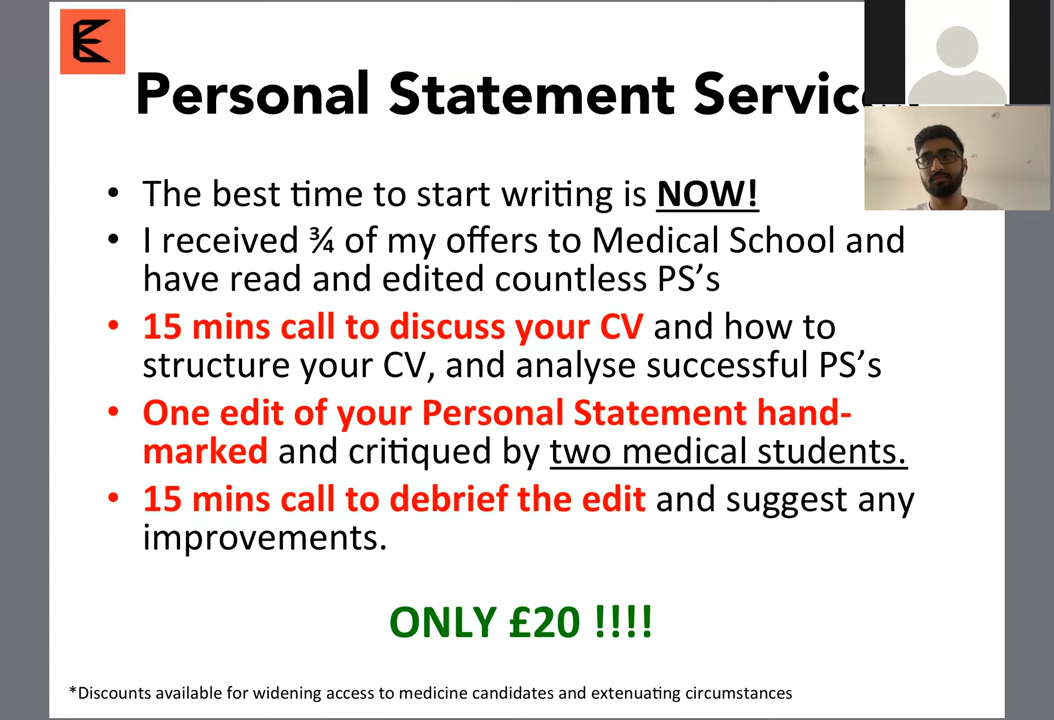 Personal Statement Service
• The best time to start writing is NOW!
• I received ¾ of my offers to Medical School and
have read and edited countless PS’s
• 15 mins call to discuss your CV and how to
structure your CV, and analyse successful PS’s
• One edit of your Personal Statement hand-
marked and critiqued by two medical students.
• 15 mins call to debrief the edit and suggest any
improvements.
ONLY £20 !!!!
*Discounts available for widening access to medicine candidates and extenuating circumstances